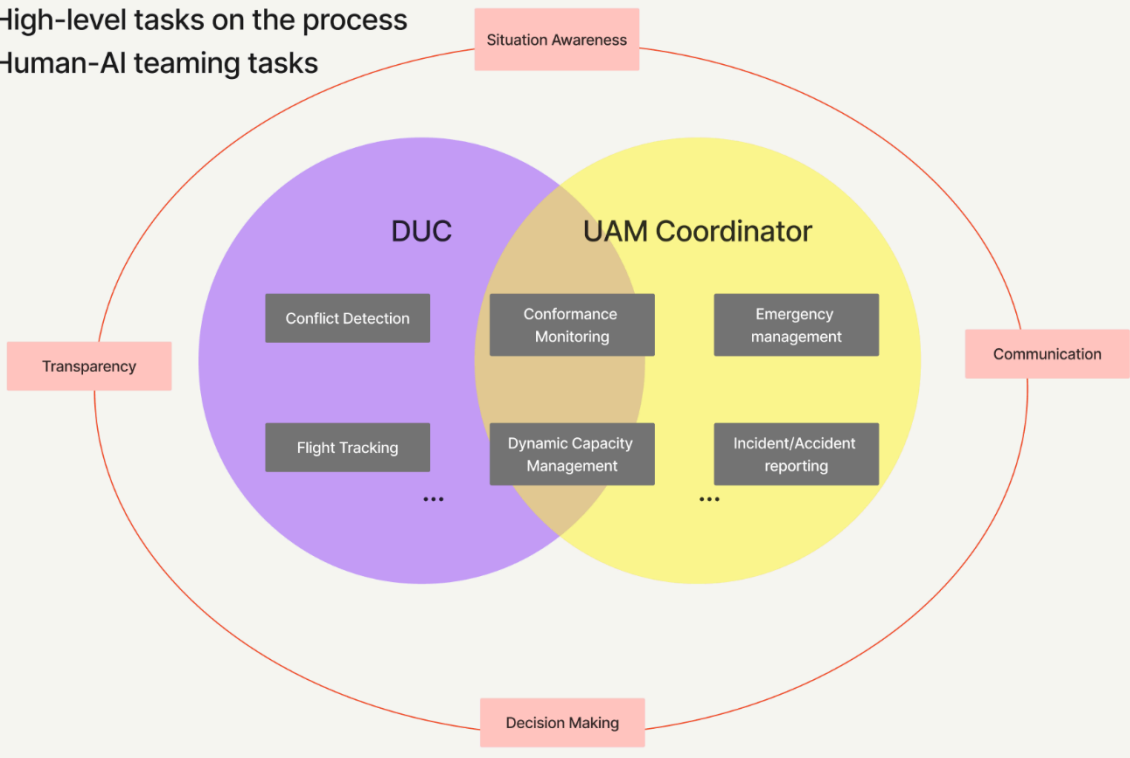 High-level tasks on the process
Human-AI teaming tasks
Situation Awareness
DUC
UAM Coordinator
Conflict Detection
Conformance
Monitoring
Emergency
management
Transparency
Communication
Flight Tracking
Dynamic Capacity
Management
Incident/Accident
reporting
...
...
Decision Making